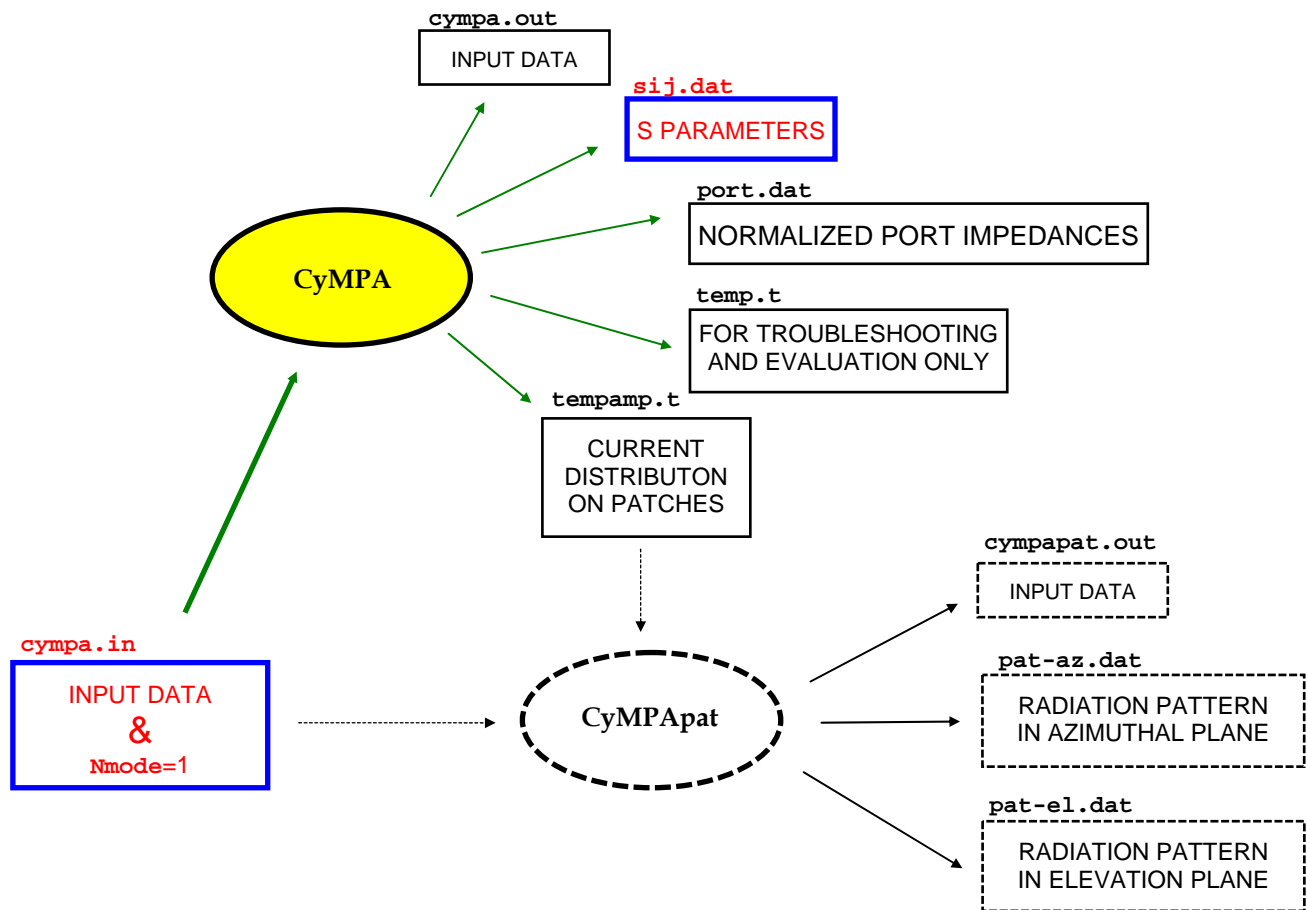 cympa.out
INPUT DATA
sij.dat
S PARAMETERS
port.dat
NORMALIZED PORT IMPEDANCES
CyMPA
temp.t
FOR TROUBLESHOOTING
AND EVALUATION ONLY
tempamp.t
CURRENT
DISTRIBUTON
ON PATCHES
cympapat.out
INPUT DATA
cympa.in
INPUT DATA
&
Nmode=1
CyMPApat
pat-az.dat
RADIATION PATTERN
IN AZIMUTHAL PLANE
pat-el.dat
RADIATION PATTERN
IN ELEVATION PLANE